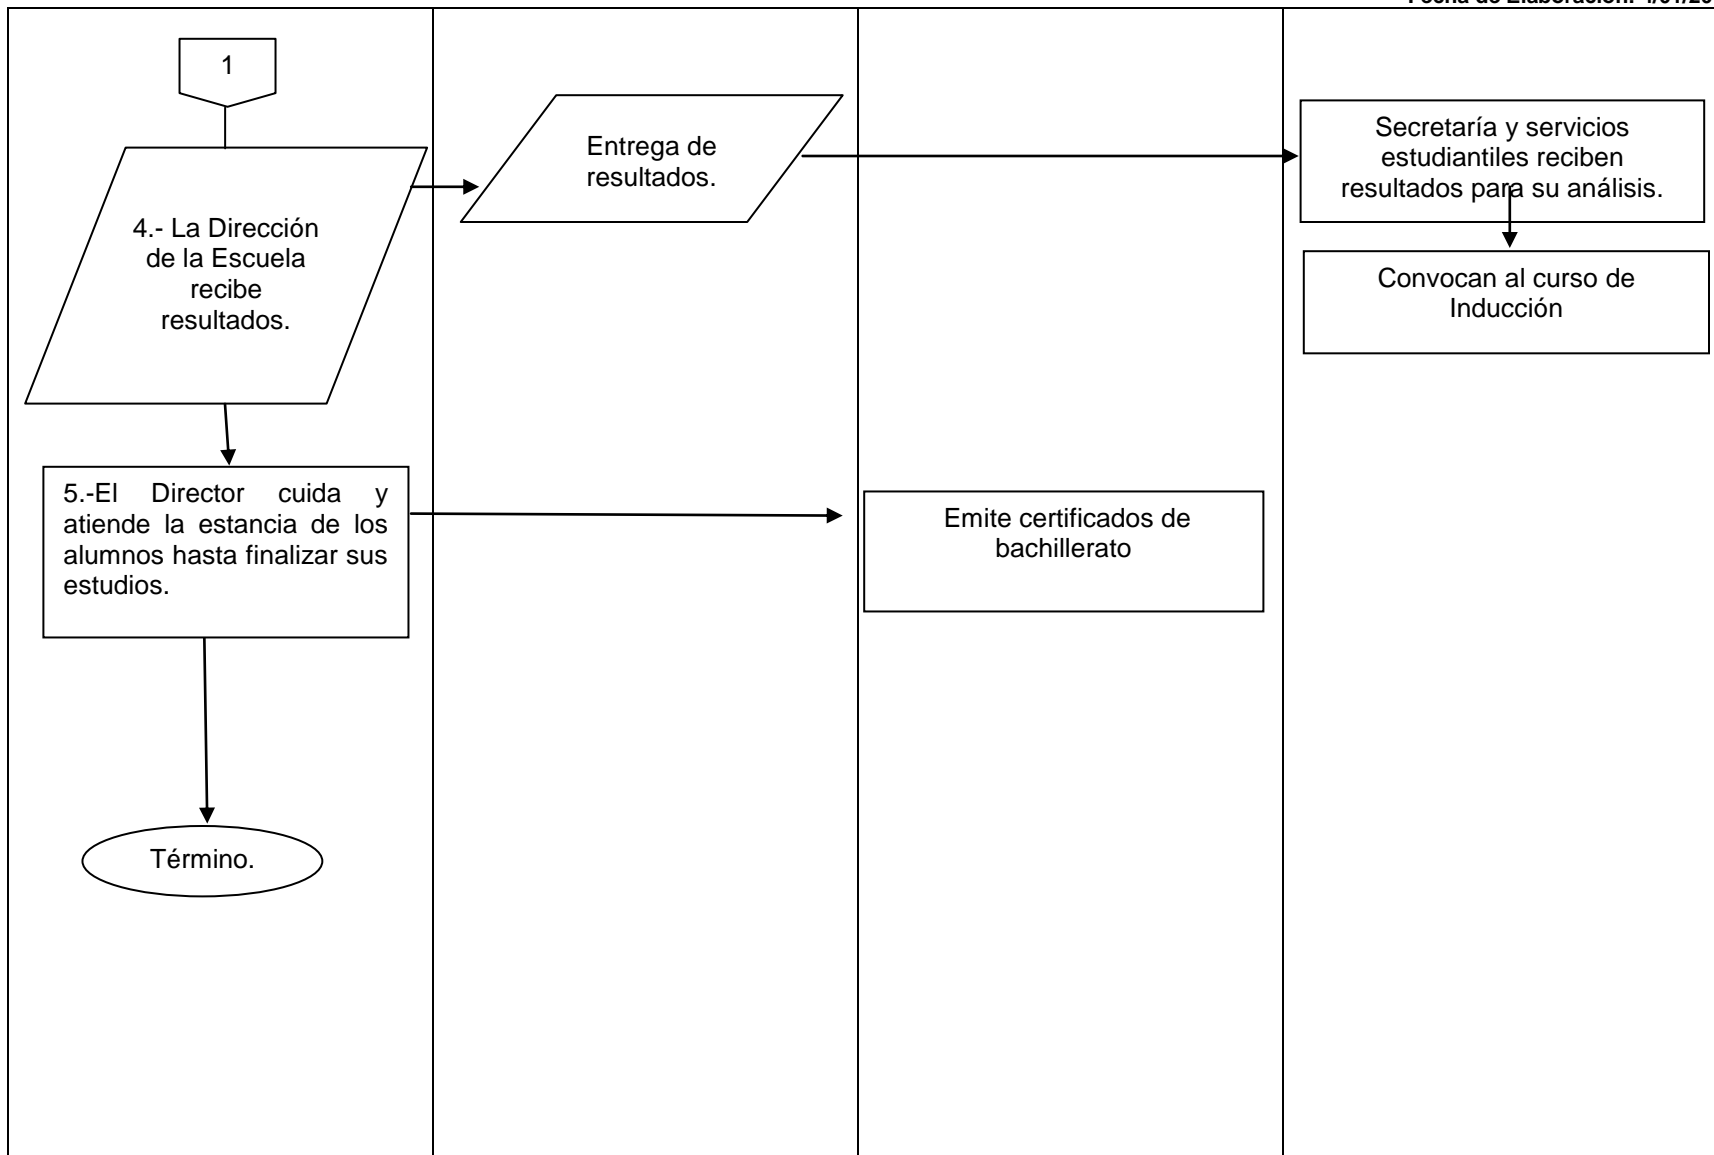 1
4.- La Dirección
de la Escuela
recibe
resultados.
Entrega de
resultados.
Secretaría y servicios
estudiantiles reciben
resultados para su análisis.
Convocan al curso de
Inducción
5.-El Director cuida y
atiende la estancia de los
alumnos hasta finalizar sus
estudios.
Emite certificados de
bachillerato
Término.